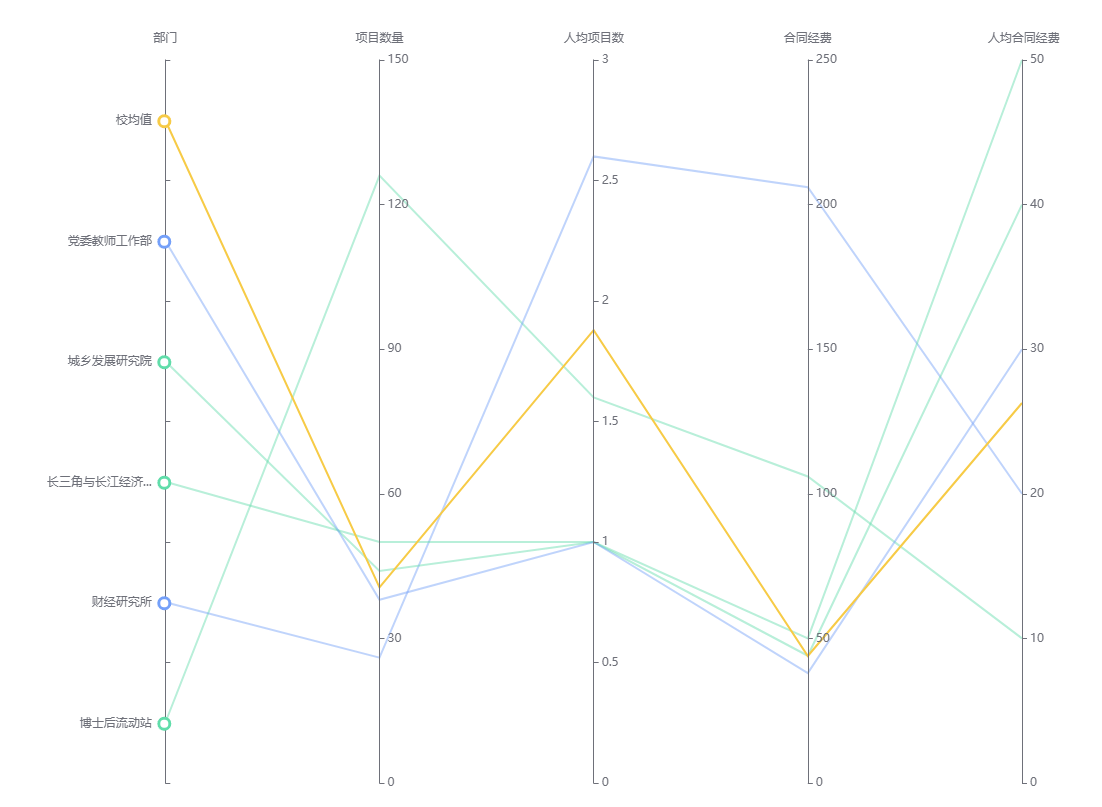 部门
项目数量
人均项目数
合同经费
人均合同经费
校均值
党委教师工作部
城乡发展研究院
长三角与长江经济...
财经研究所
博士后流动站
150
120
90
60
30
0
3
2.5
2
1.5
1
0.5
0
250
200
150
100
50
0
50
40
30
20
10
0